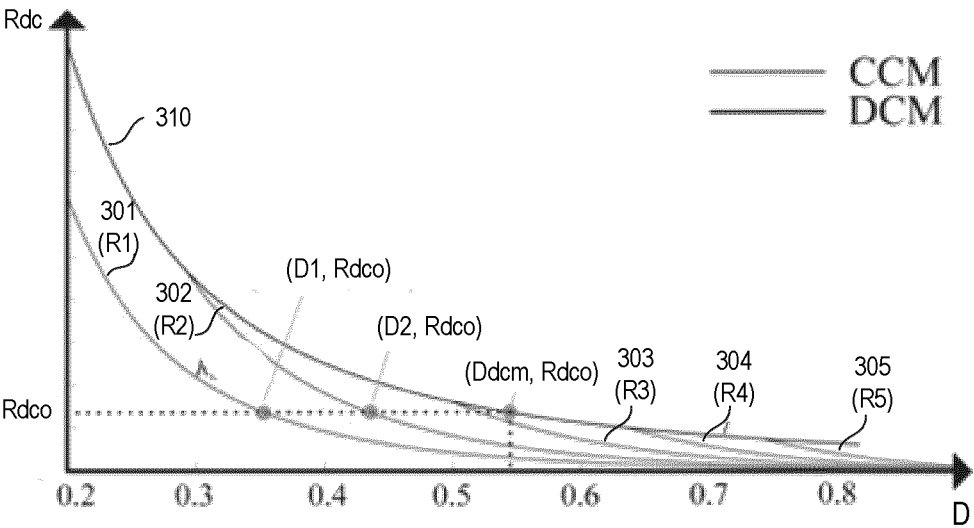 Rdc
CCM
DCM
310
301
(R1)
302
(R2)
(D1, Rdco)
(D2, Rdco)
(Ddcm, Rdco)
303
(R3)
304
(R4)
305
(R5)
Rdco
0.2 0.3 0.4 0.5 0.6 0.7 0.8
D